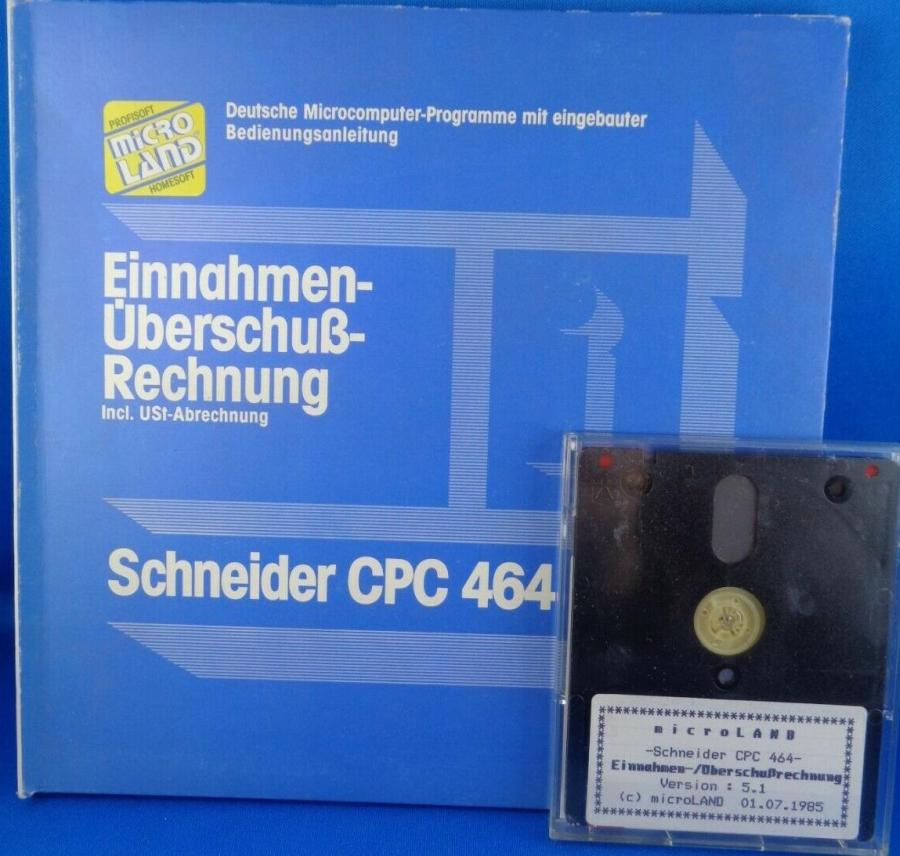 PROFISOFT
MiCRO
LAND
HOMESOFT
Deutsche Microcomputer-Programme mit eingebauter
Bedienungsanleitung
Einnahmen-
Überschuß-
Rechnung
Incl. USt-Abrechnung
Schneider CPC 464
microLAND
-Schneider CPC 464-
Einnahmen-/Überschußrechnung
Version : 5.1
(c) microLAND 01.07.1985